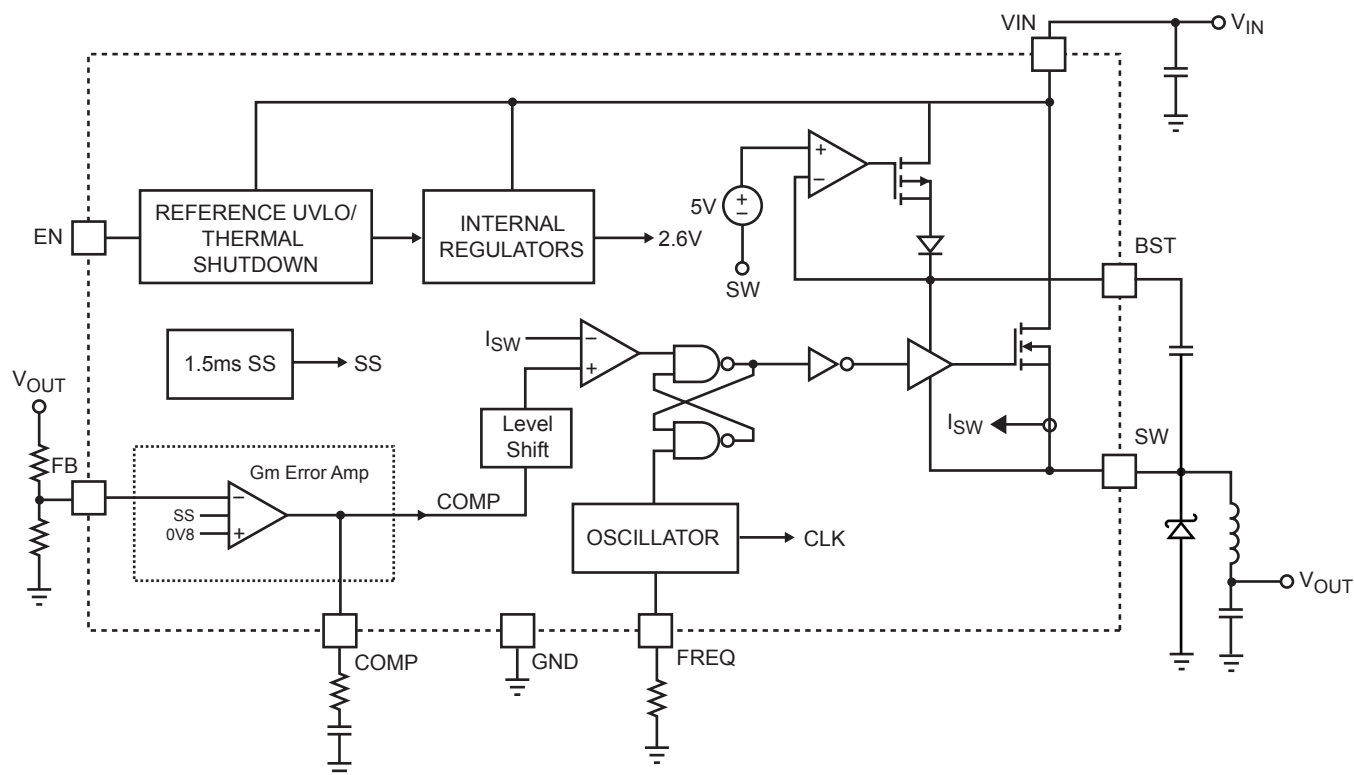 VIN
V_IN
EN
REFERENCE UVLO/
THERMAL
SHUTDOWN
INTERNAL
REGULATORS
2.6V
5V
+
−
SW
+
−
BST
1.5ms SS
SS
I_SW
−
+
V_OUT
Level
Shift
I_SW
SW
FB
Gm Error Amp
−
SS
0V8
+
COMP
OSCILLATOR
CLK
V_OUT
COMP
GND
FREQ